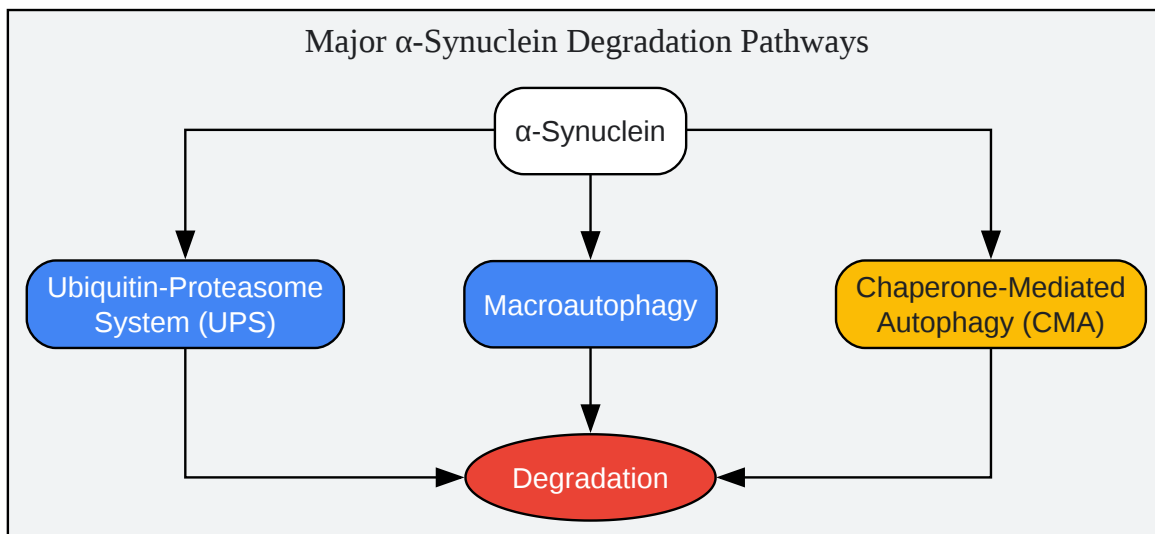 Major α-Synuclein Degradation Pathways
α-Synuclein
Ubiquitin-Proteasome
System (UPS)
Macroautophagy
Chaperone-Mediated
Autophagy (CMA)
Degradation